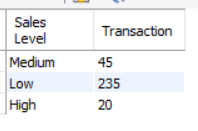 Sales Level Transaction
Medium 45
Low 235
High 20